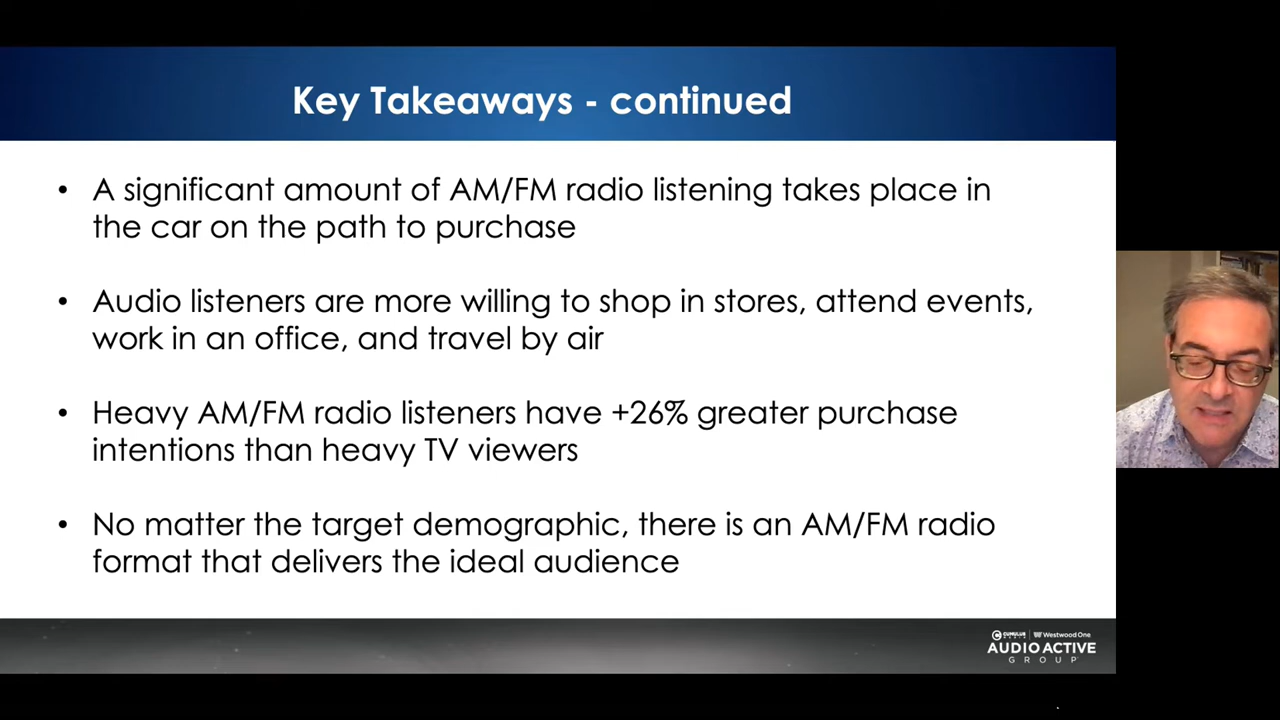 Key Takeaways - continued
• A significant amount of AM/FM radio listening takes place in
the car on the path to purchase
• Audio listeners are more willing to shop in stores, attend events,
work in an office, and travel by air
• Heavy AM/FM radio listeners have +26% greater purchase
intentions than heavy TV viewers
• No matter the target demographic, there is an AM/FM radio
format that delivers the ideal audience
CUMULUS MEDIA | Westwood One
AUDIO ACTIVE
GROUP